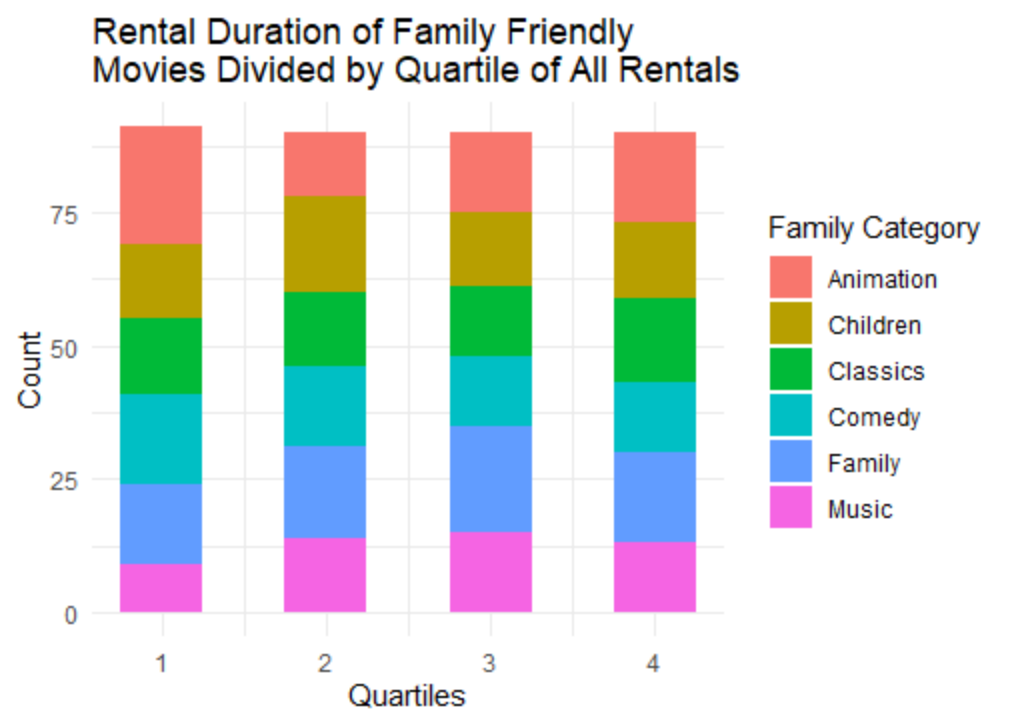 Rental Duration of Family Friendly
Movies Divided by Quartile of All Rentals
75
50
25
0
Count
1 2 3 4
Quartiles
Family Category
Animation
Children
Classics
Comedy
Family
Music